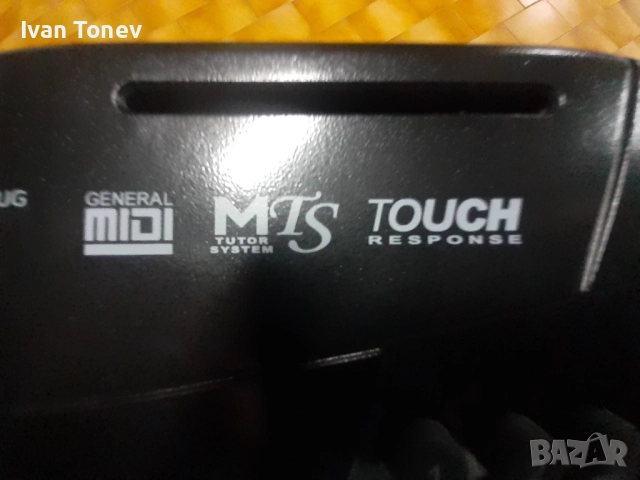 Ivan Tonev
UG
GENERAL
MIDI
MTS
TUTOR
SYSTEM
TOUCH
RESPONSE
BAZAR